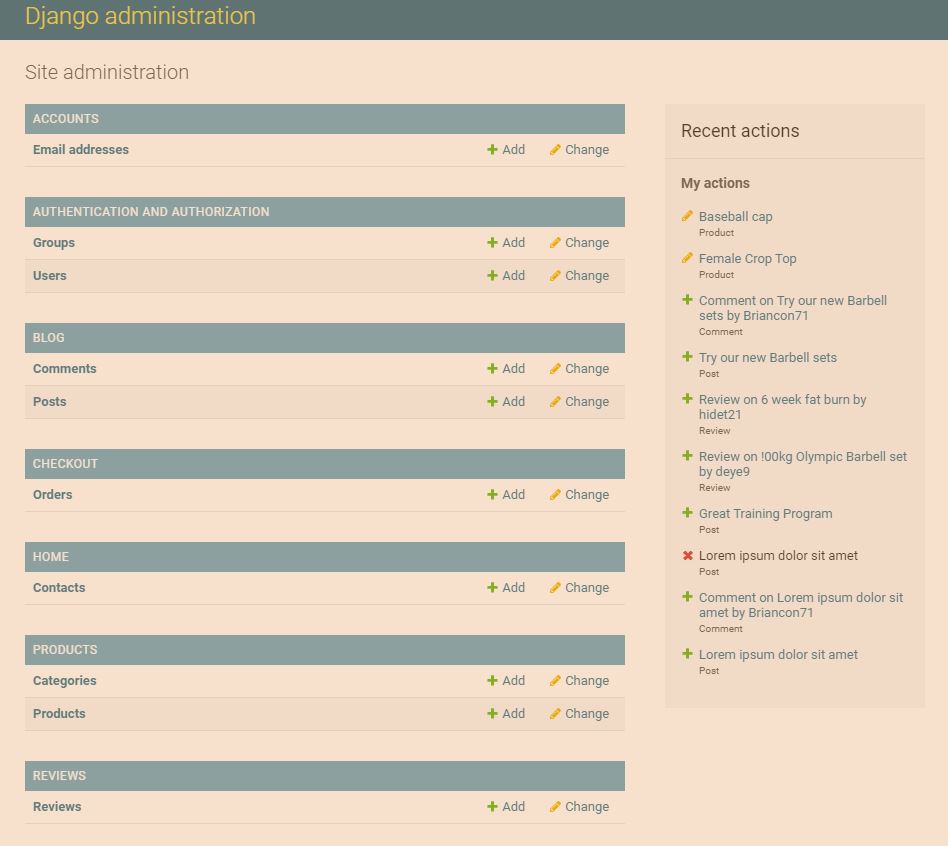 Django administration
Site administration
ACCOUNTS
Email addresses Add Change
AUTHENTICATION AND AUTHORIZATION
Groups Add Change
Users Add Change
BLOG
Comments Add Change
Posts Add Change
CHECKOUT
Orders Add Change
HOME
Contacts Add Change
PRODUCTS
Categories Add Change
Products Add Change
REVIEWS
Reviews Add Change
Recent actions
My actions
Baseball cap
Product
Female Crop Top
Product
Comment on Try our new Barbell
sets by Briancon71
Comment
Try our new Barbell sets
Post
Review on 6 week fat burn by
hidet21
Review
Review on !00kg Olympic Barbell set
by deye9
Review
Great Training Program
Post
Lorem ipsum dolor sit amet
Post
Comment on Lorem ipsum dolor sit
amet by Briancon71
Comment
Lorem ipsum dolor sit amet
Post